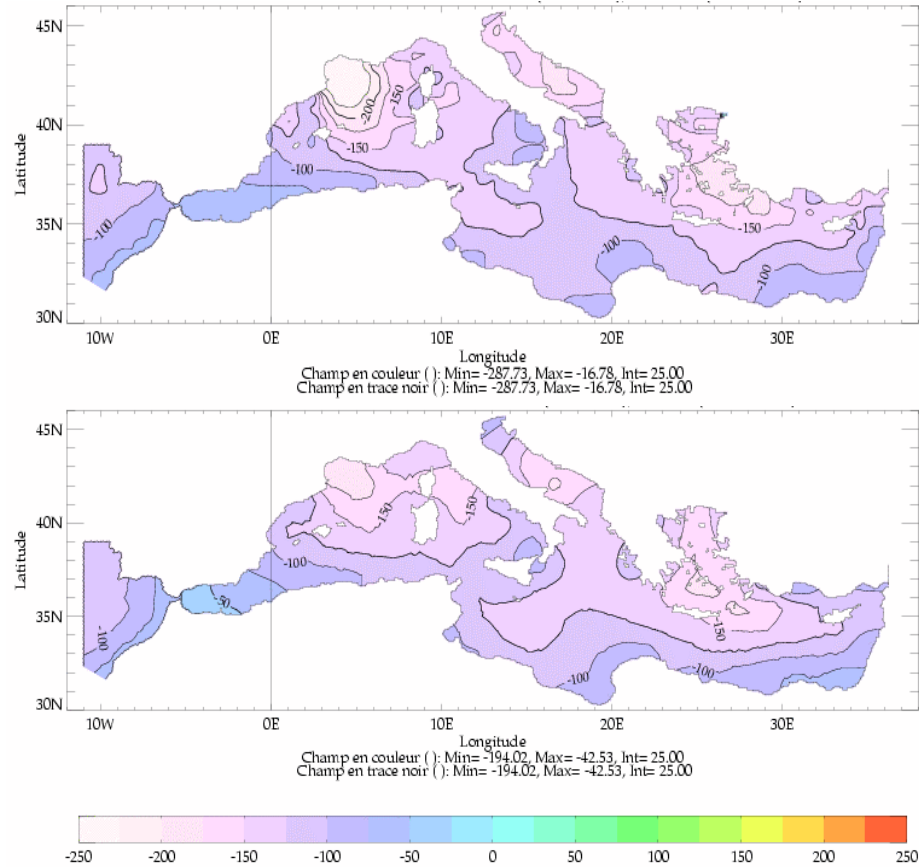 45N
-200
-150
40N
-150
-100
Latitude
35N
-100
-150
-100
-100
30N
10W 0E 10E 20E 30E
Longitude
Champ en couleur ( ): Min= -287.73, Max= -16.78, Int= 25.00
Champ en trace noir ( ): Min= -287.73, Max= -16.78, Int= 25.00
45N
-150
-150
40N
-100
Latitude
-50
35N
-100
-150
-100
-100
30N
10W 0E 10E 20E 30E
Longitude
Champ en couleur ( ): Min= -194.02, Max= -42.53, Int= 25.00
Champ en trace noir ( ): Min= -194.02, Max= -42.53, Int= 25.00
-250 -200 -150 -100 -50 0 50 100 150 200 250